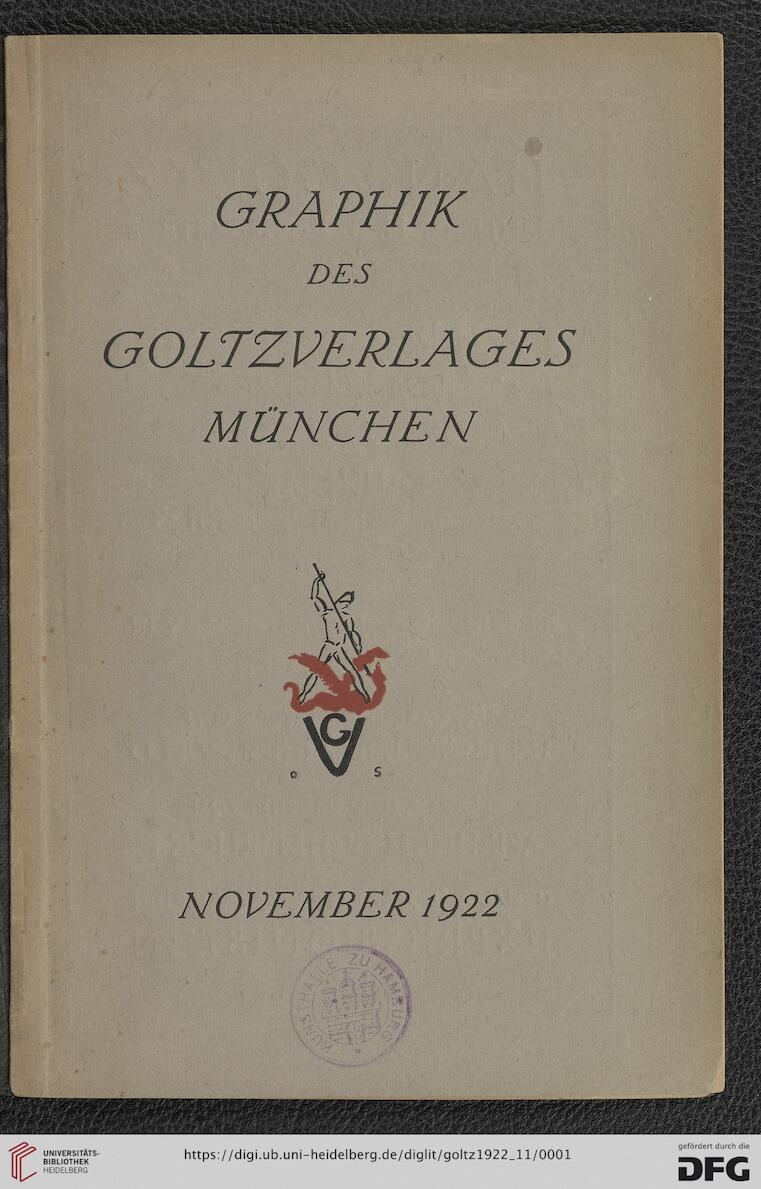 GRAPHIK
DES
GOLTZVERLAGES
MÜNCHEN
VG
O S
NOVEMBER 1922
KUNSTHALLE ZU HAMBURG
UNIVERSITÄTS-
BIBLIOTHEK
HEIDELBERG
https://digi.ub.uni-heidelberg.de/diglit/goltz1922_11/0001
gefördert durch die
DFG